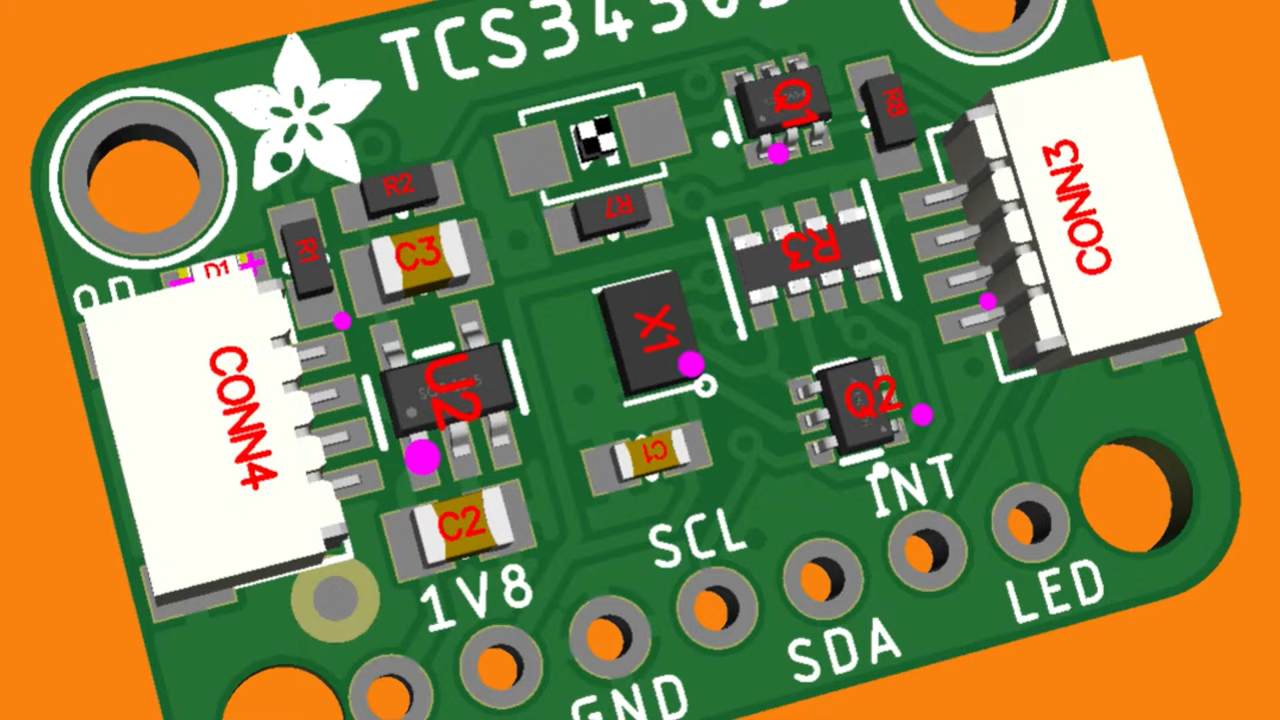 TCS3430
Q1
R8
CONN3
R2
R7
R1
C3
R3
D1
X1
CONN4
U2
Q2
C1
C2
INT
SCL
1V8
LED
SDA
GND